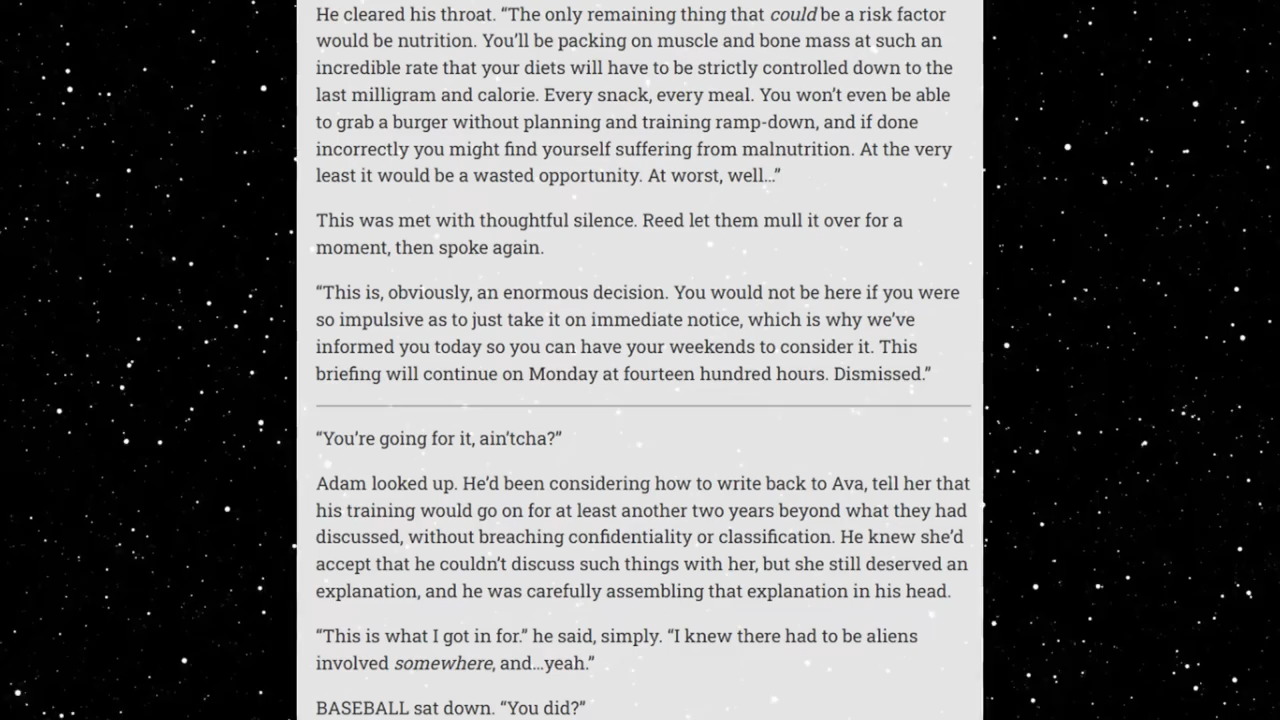 He cleared his throat. “The only remaining thing that could be a risk factor
would be nutrition. You’ll be packing on muscle and bone mass at such an
incredible rate that your diets will have to be strictly controlled down to the
last milligram and calorie. Every snack, every meal. You won’t even be able
to grab a burger without planning and training ramp-down, and if done
incorrectly you might find yourself suffering from malnutrition. At the very
least it would be a wasted opportunity. At worst, well…”
This was met with thoughtful silence. Reed let them mull it over for a
moment, then spoke again.
“This is, obviously, an enormous decision. You would not be here if you were
so impulsive as to just take it on immediate notice, which is why we’ve
informed you today so you can have your weekends to consider it. This
briefing will continue on Monday at fourteen hundred hours. Dismissed.”
“You’re going for it, ain’tcha?”
Adam looked up. He’d been considering how to write back to Ava, tell her that
his training would go on for at least another two years beyond what they had
discussed, without breaching confidentiality or classification. He knew she’d
accept that he couldn’t discuss such things with her, but she still deserved an
explanation, and he was carefully assembling that explanation in his head.
“This is what I got in for.” he said, simply. “I knew there had to be aliens
involved somewhere, and…yeah.”
BASEBALL sat down. “You did?”